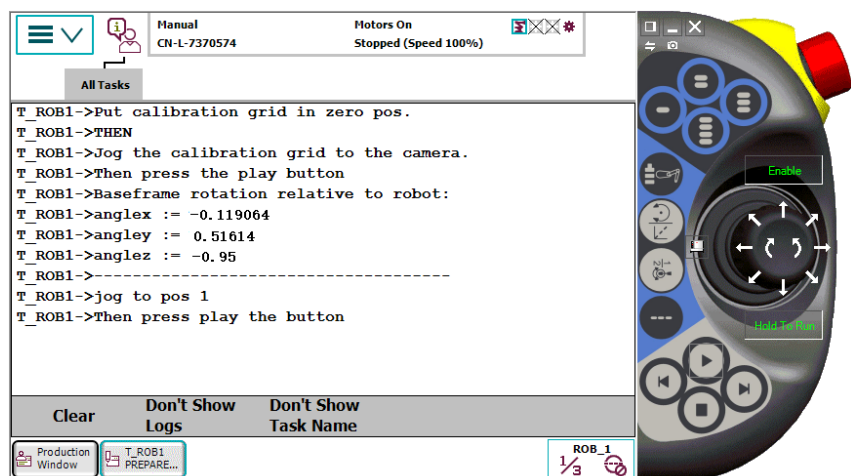 Manual
CN-L-7370574
Motors On
Stopped (Speed 100%)
All Tasks
T_ROB1->Put calibration grid in zero pos.
T_ROB1->THEN
T_ROB1->Jog the calibration grid to the camera.
T_ROB1->Then press the play button
T_ROB1->Baseframe rotation relative to robot:
T_ROB1->anglex := -0.119064
T_ROB1->angley := 0.51614
T_ROB1->anglez := -0.95
T_ROB1->-----------------------------------
T_ROB1->jog to pos 1
T_ROB1->Then press play the button
Clear
Don't Show Logs
Don't Show Task Name
Production Window
T_ROB1 PREPARE...
ROB_1
1/3
Enable
Hold To Run